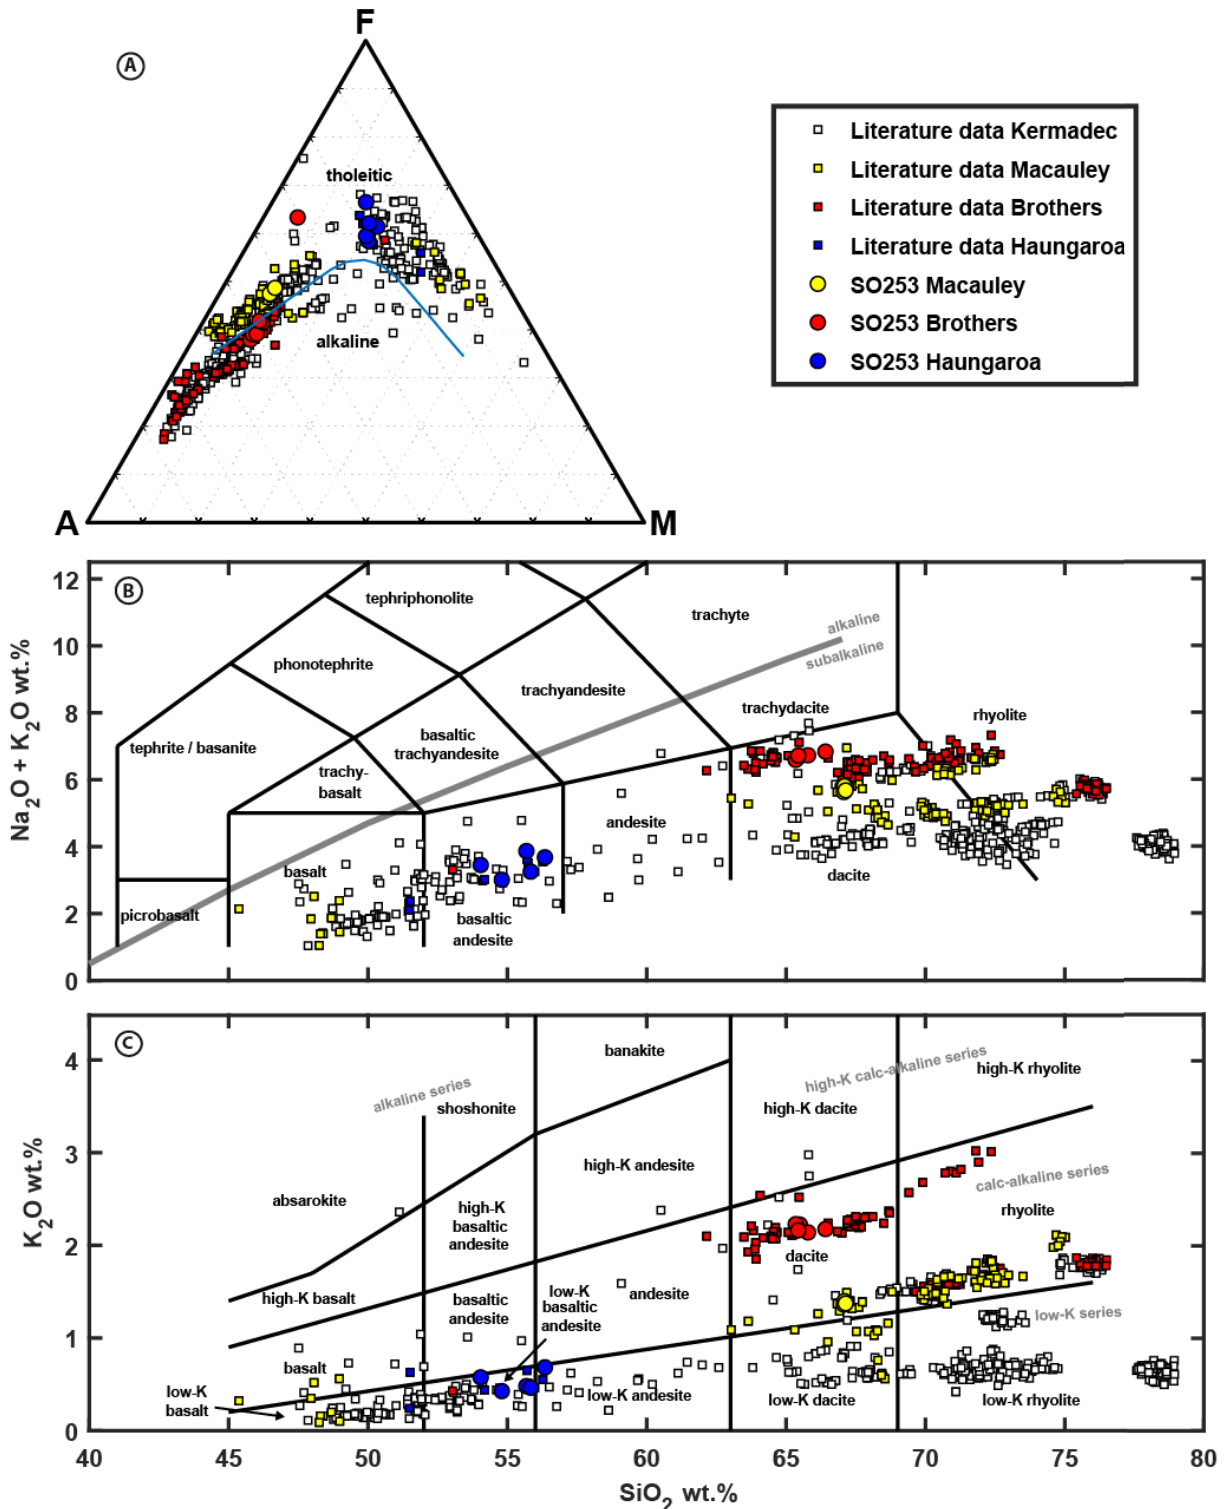 F
A
tholeitic
alkaline
A
M
Literature data Kermadec
Literature data Macauley
Literature data Brothers
Literature data Haungaroa
SO253 Macauley
SO253 Brothers
SO253 Haungaroa
B
Na₂O + K₂O wt.%
12
10
8
6
4
2
0
tephriphonolite
phonotephrite
tephrite / basanite
trachyte
alkaline
subalkaline
trachyandesite
trachydacite
rhyolite
basaltic
trachyandesite
trachy-
basalt
andesite
basalt
dacite
picrobasalt
basaltic
andesite
C
K₂O wt.%
4
3
2
1
0
banakite
alkaline series
shoshonite
high-K calc-alkaline series
high-K rhyolite
high-K dacite
high-K andesite
calc-alkaline series
absarokite
high-K
basaltic
andesite
rhyolite
dacite
high-K basalt
basaltic
andesite
low-K
basaltic
andesite
andesite
low-K series
basalt
low-K
basalt
low-K andesite
low-K dacite
low-K rhyolite
40
45
50
55
60
65
70
75
80
SiO₂ wt.%